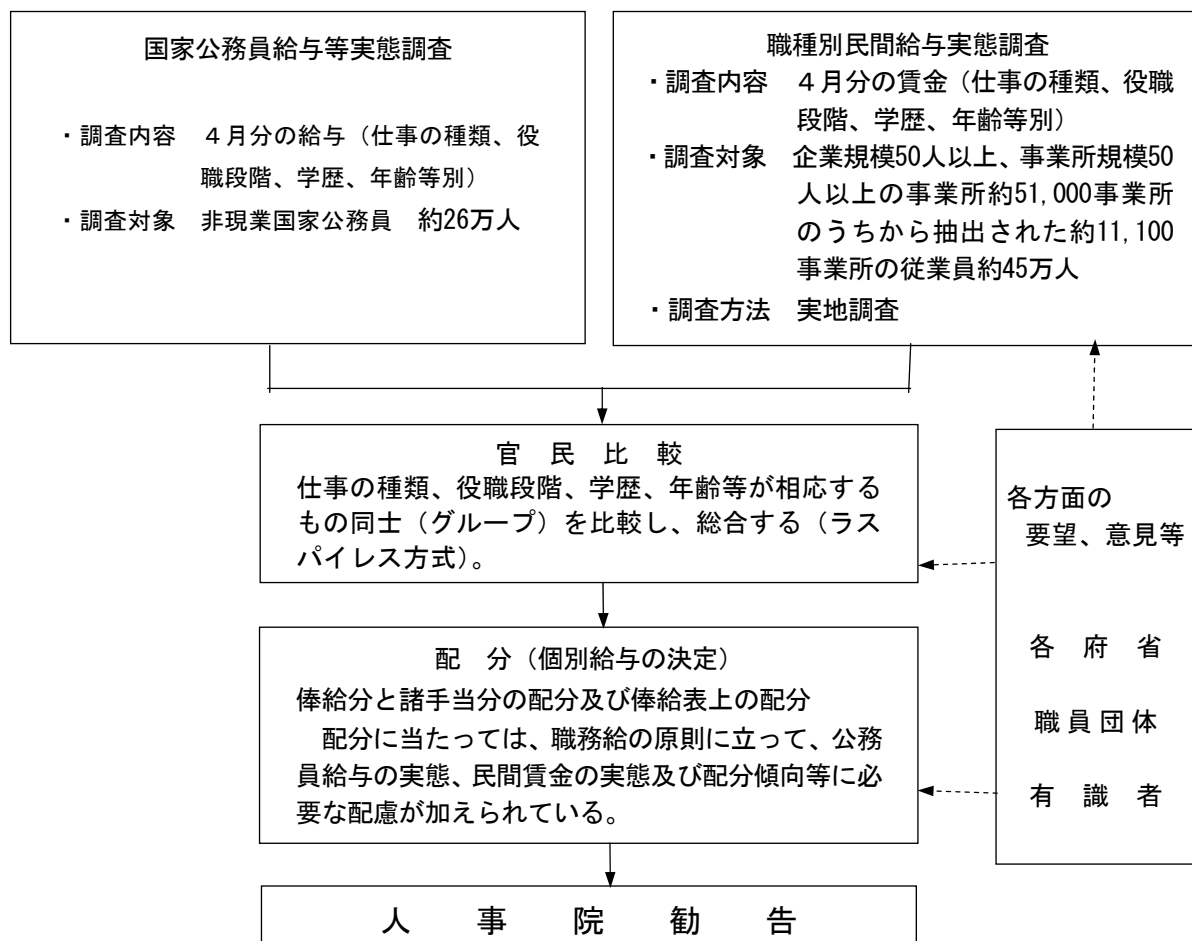 国家公務員給与等実態調査
・調査内容　４月分の給与（仕事の種類、役
職段階、学歴、年齢等別）
・調査対象　非現業国家公務員　約26万人
職種別民間給与実態調査
・調査内容　４月分の賃金（仕事の種類、役職
段階、学歴、年齢等別）
・調査対象　企業規模50人以上、事業所規模50
人以上の事業所約51,000事業所
のうちから抽出された約11,100
事業所の従業員約45万人
・調査方法　実地調査
官　民　比　較
仕事の種類、役職段階、学歴、年齢等が相応する
もの同士（グループ）を比較し、総合する（ラス
パイレス方式）。
配　分（個別給与の決定）
俸給分と諸手当分の配分及び俸給表上の配分
配分に当たっては、職務給の原則に立って、公務
員給与の実態、民間賃金の実態及び配分傾向等に必
要な配慮が加えられている。
各方面の
要望、意見等
各　府　省
職員団体
有　識　者
人　事　院　勧　告